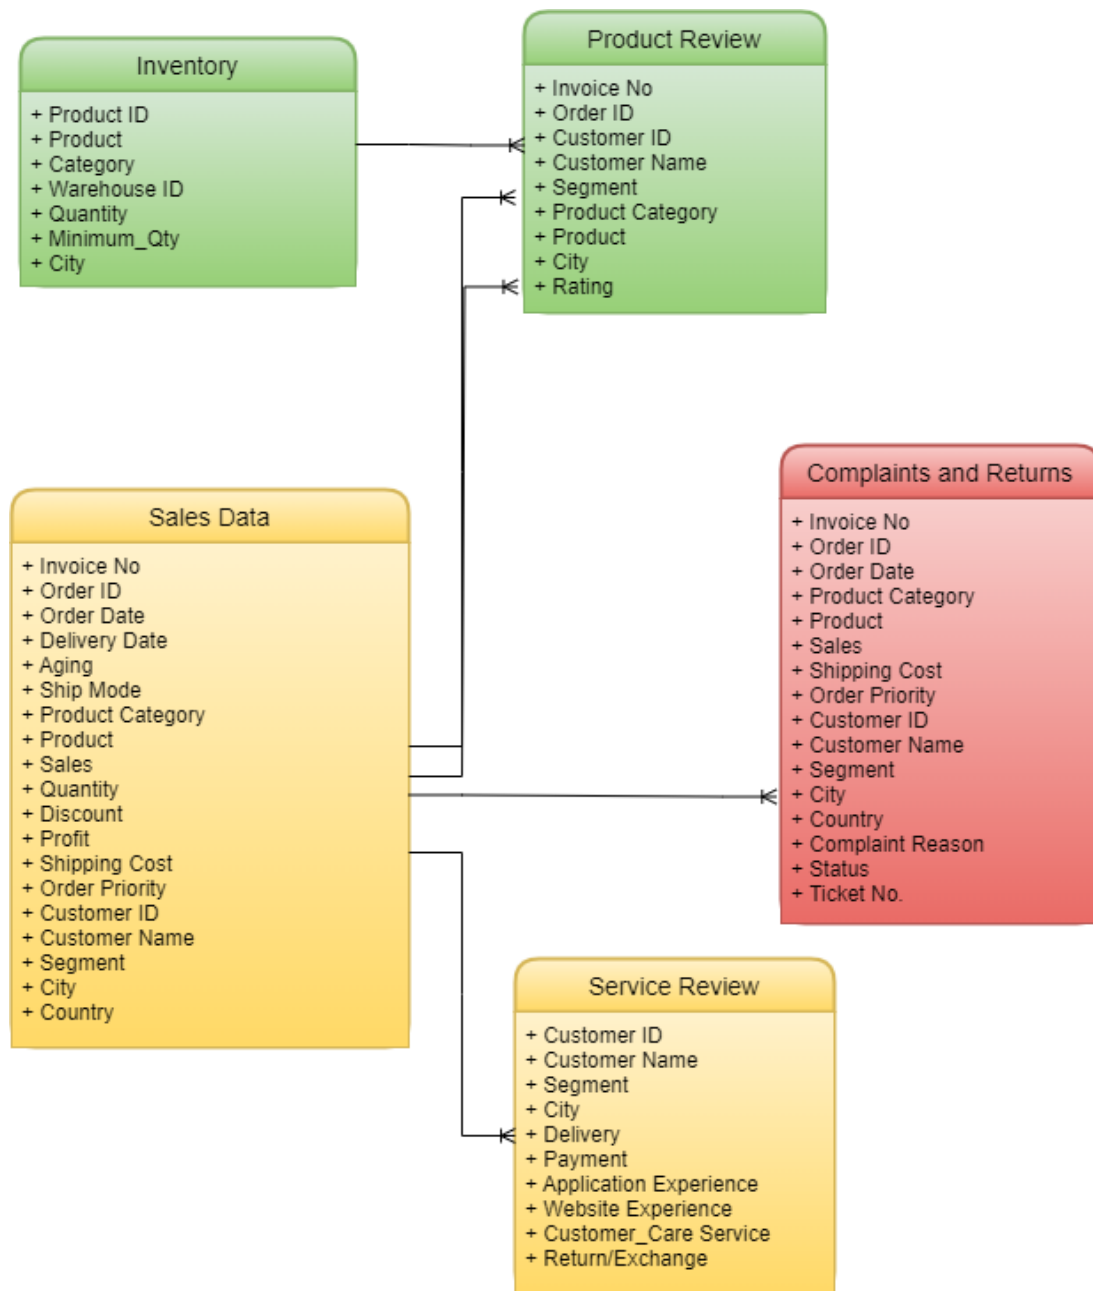 Inventory
+ Product ID
+ Product
+ Category
+ Warehouse ID
+ Quantity
+ Minimum_Qty
+ City
Product Review
+ Invoice No
+ Order ID
+ Customer ID
+ Customer Name
+ Segment
+ Product Category
+ Product
+ City
+ Rating
Sales Data
+ Invoice No
+ Order ID
+ Order Date
+ Delivery Date
+ Aging
+ Ship Mode
+ Product Category
+ Product
+ Sales
+ Quantity
+ Discount
+ Profit
+ Shipping Cost
+ Order Priority
+ Customer ID
+ Customer Name
+ Segment
+ City
+ Country
Complaints and Returns
+ Invoice No
+ Order ID
+ Order Date
+ Product Category
+ Product
+ Sales
+ Shipping Cost
+ Order Priority
+ Customer ID
+ Customer Name
+ Segment
+ City
+ Country
+ Complaint Reason
+ Status
+ Ticket No.
Service Review
+ Customer ID
+ Customer Name
+ Segment
+ City
+ Delivery
+ Payment
+ Application Experience
+ Website Experience
+ Customer_Care Service
+ Return/Exchange